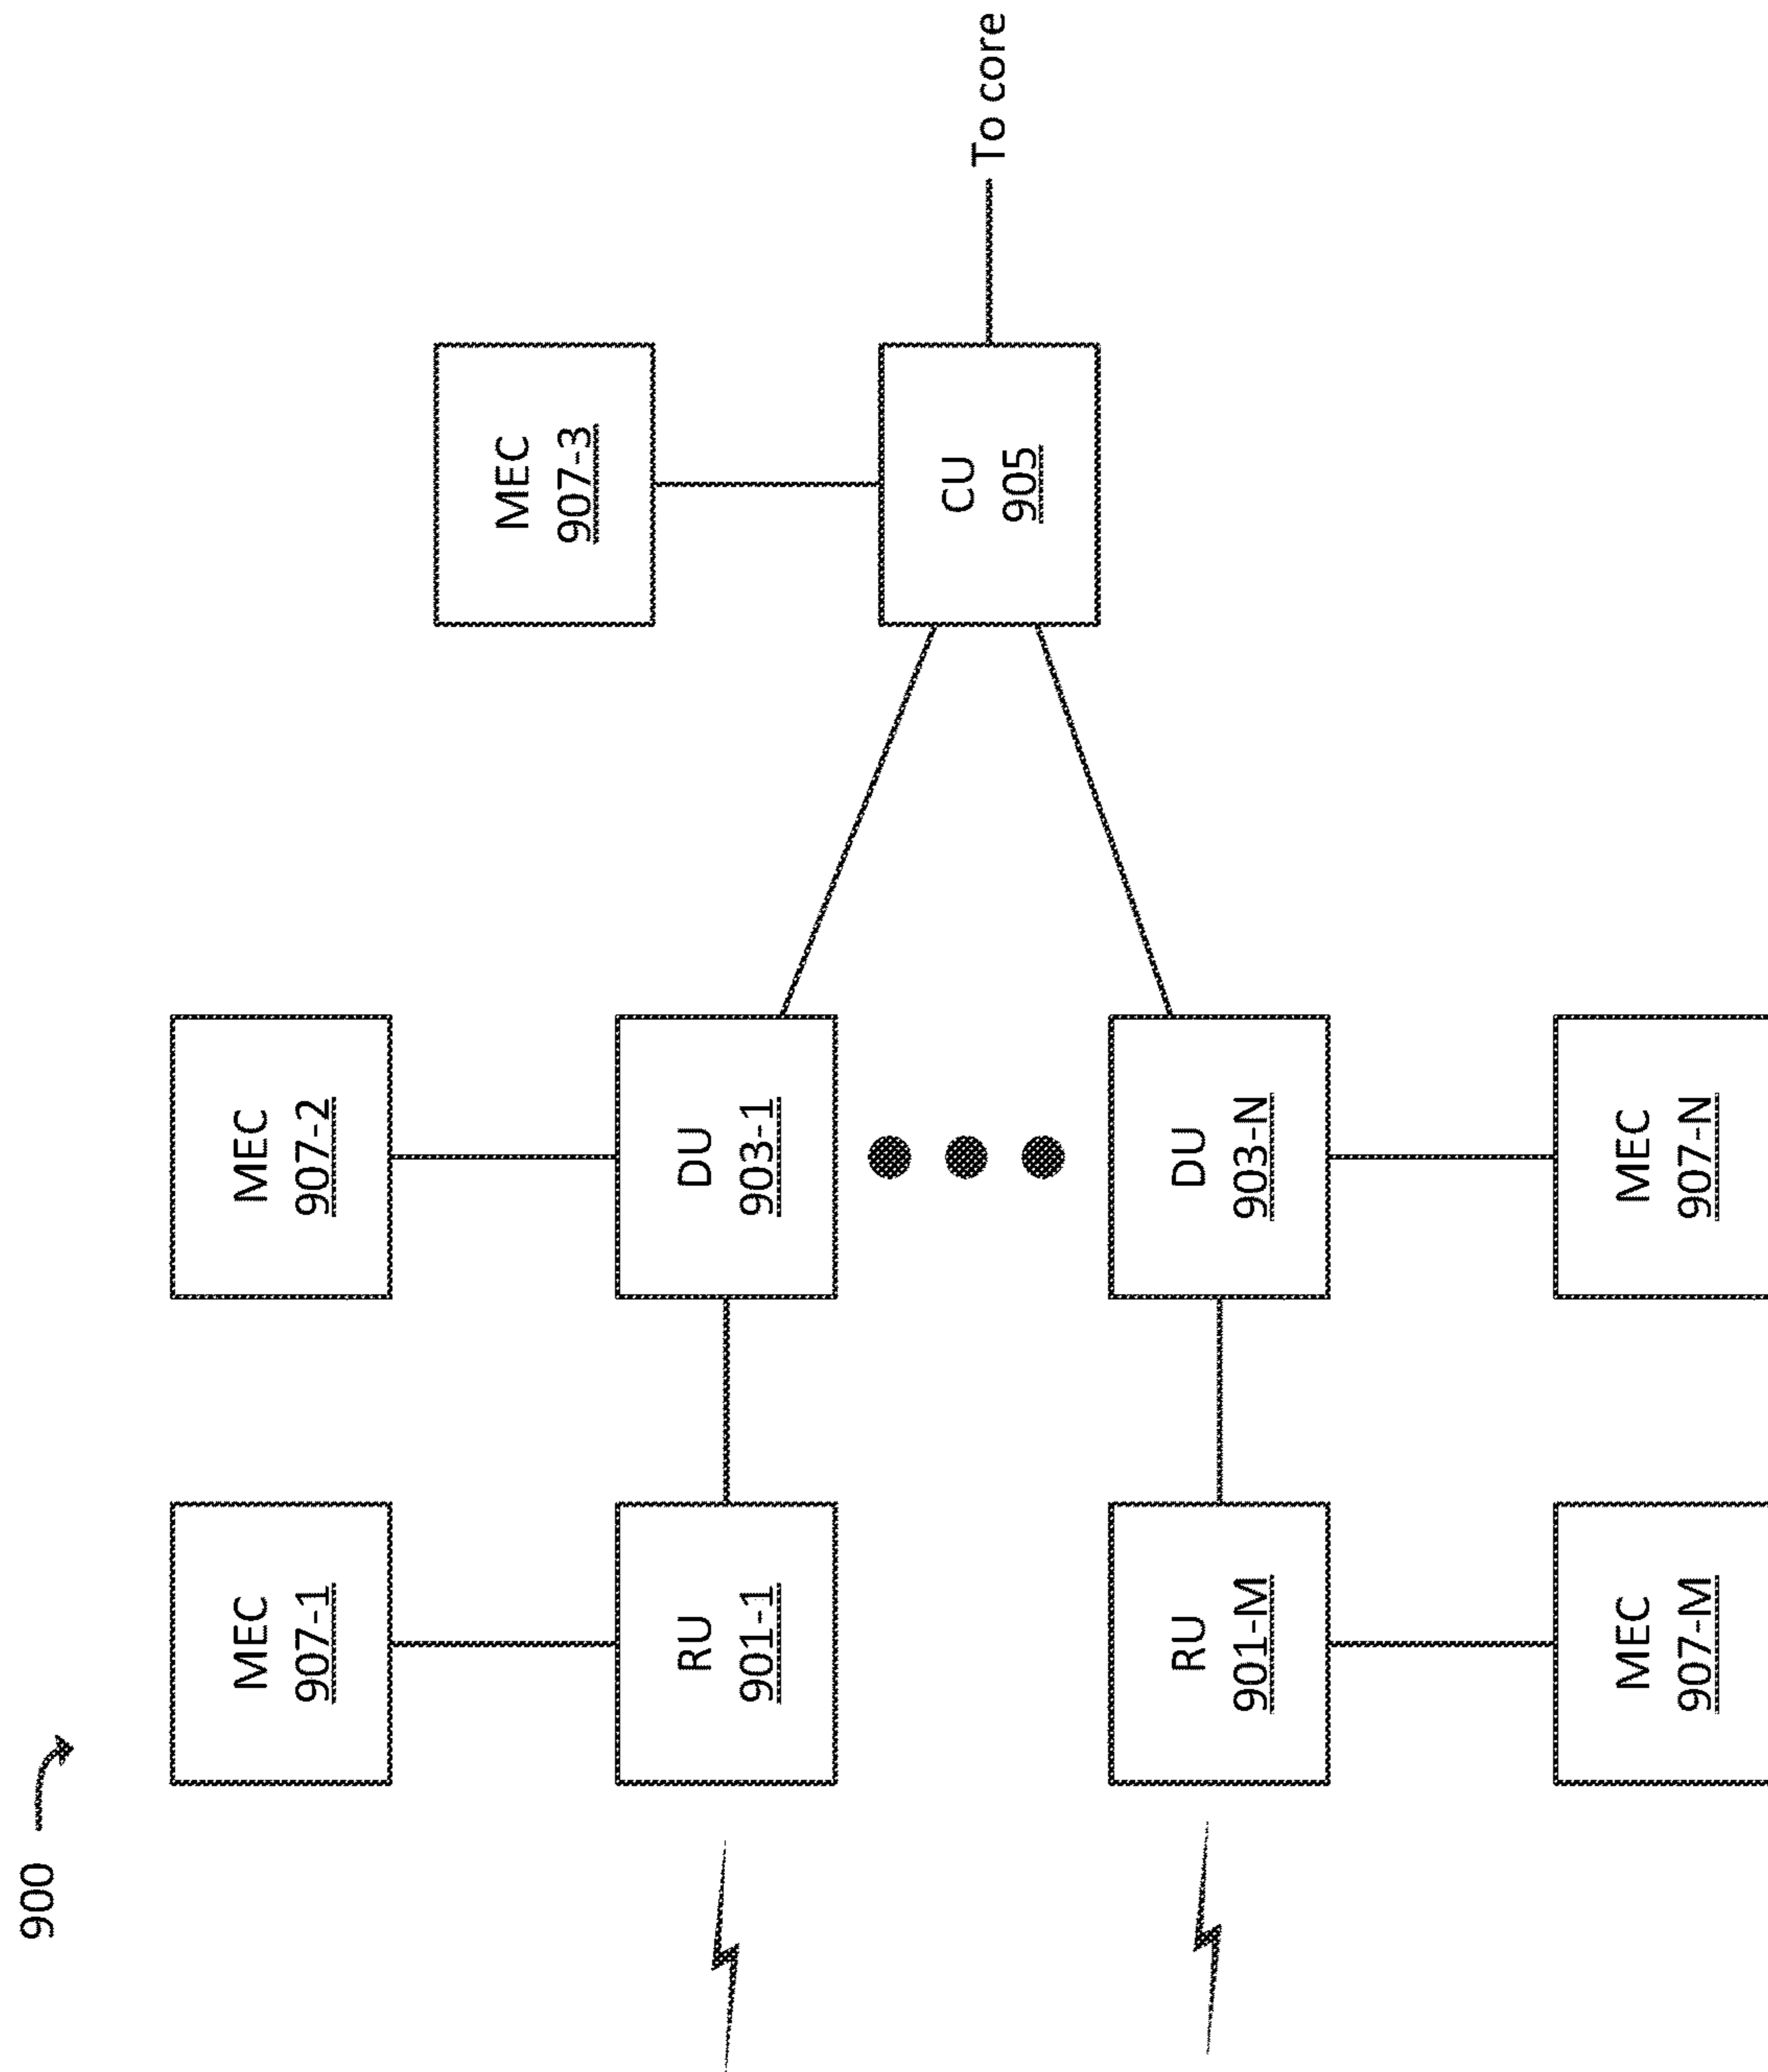 900
MEC
907-1
MEC
907-2
MEC
907-3
RU
901-1
DU
903-1
CU
905
To core
RU
901-M
DU
903-N
MEC
907-M
MEC
907-N